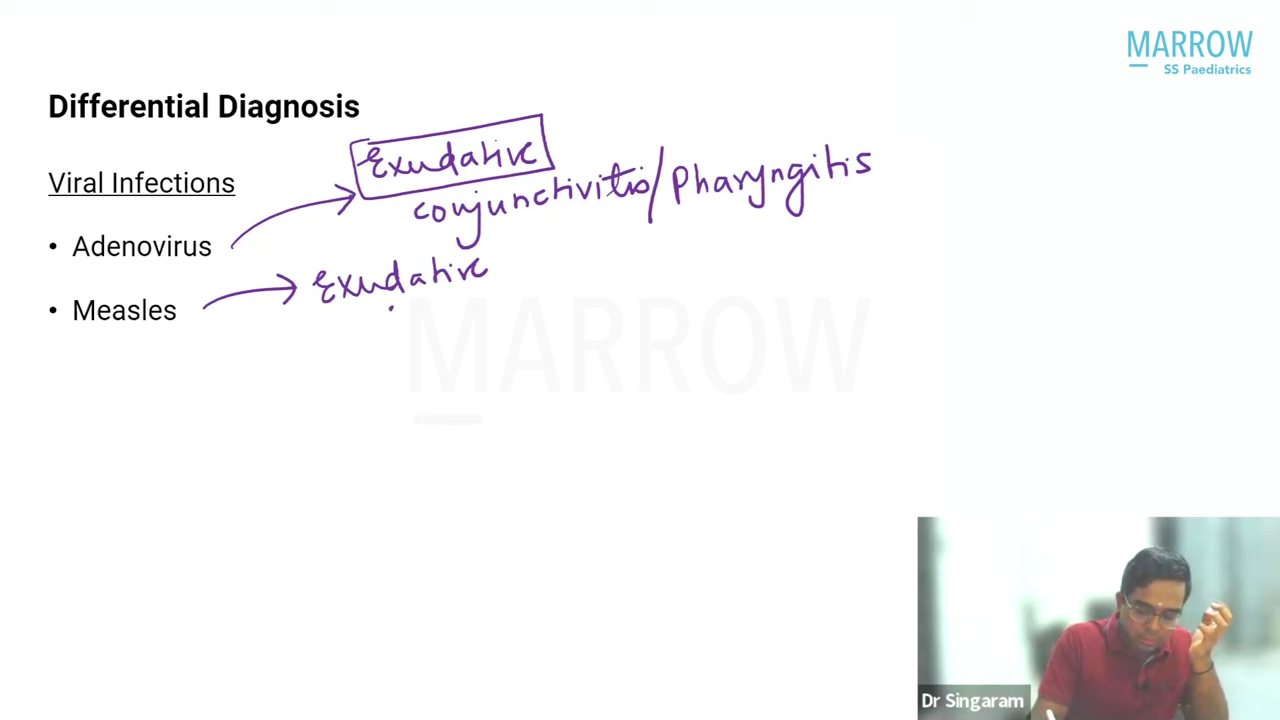 MARROW
SS Paediatrics
Differential Diagnosis
Exudative
Viral Infections
conjunctivitis/Pharyngitis
• Adenovirus
Exudative
• Measles
MARROW
Dr Singaram